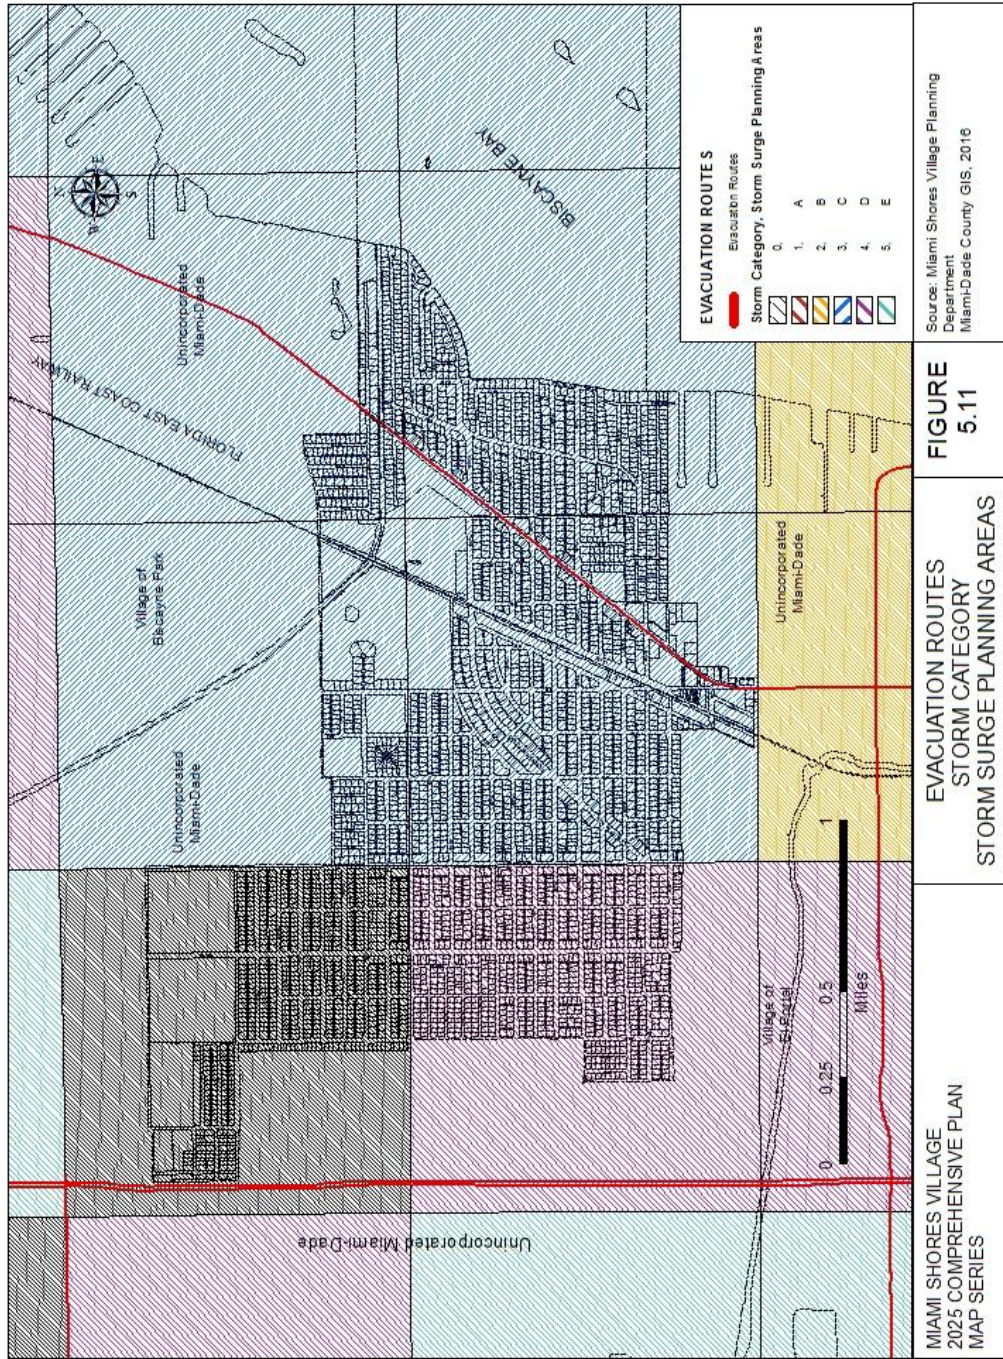 N
W
E
S
Unincorporated
Miami-Dade
FLORIDA EAST COAST RAILWAY
Village of
Biscayne Park
Unincorporated
Miami-Dade
BISCAYNE BAY
Unincorporated
Miami-Dade
Village of
El Portal
Unincorporated Miami-Dade
0 0.25 0.5 1
Miles
EVACUATION ROUTES
Evacuation Routes
Storm Category, Storm Surge Planning Areas
0.
1. A
2. B
3. C
4. D
5. E
MIAMI SHORES VILLAGE
2025 COMPREHENSIVE PLAN
MAP SERIES
EVACUATION ROUTES
STORM CATEGORY
STORM SURGE PLANNING AREAS
FIGURE
5.11
Source: Miami Shores Village Planning
Department
Miami-Dade County GIS, 2016